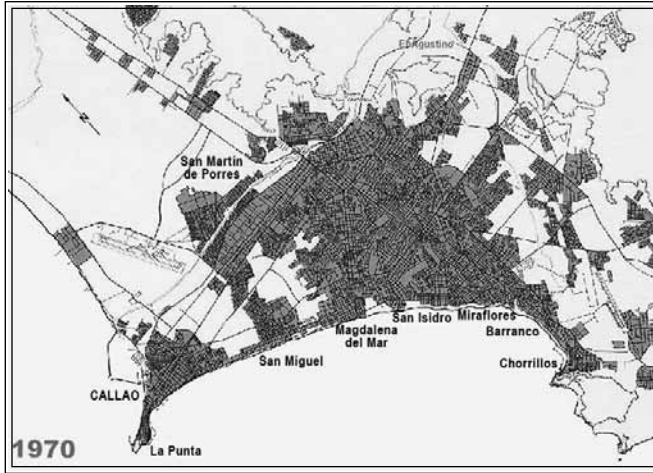 El Agustino
N
San Martín
de Porres
San Isidro
Miraflores
Magdalena
del Mar
Barranco
San Miguel
Chorrillos
CALLAO
La Punta
1970